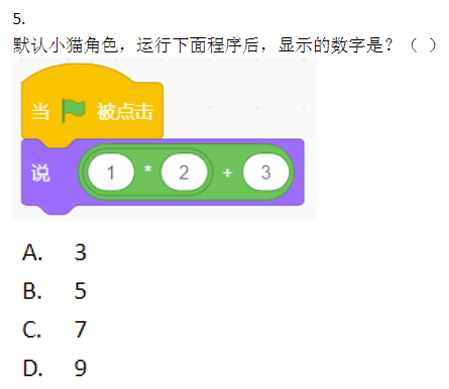 5.
默认小猫角色，运行下面程序后，显示的数字是？（ ）
当 被点击
说 1 * 2 + 3
A. 3
B. 5
C. 7
D. 9